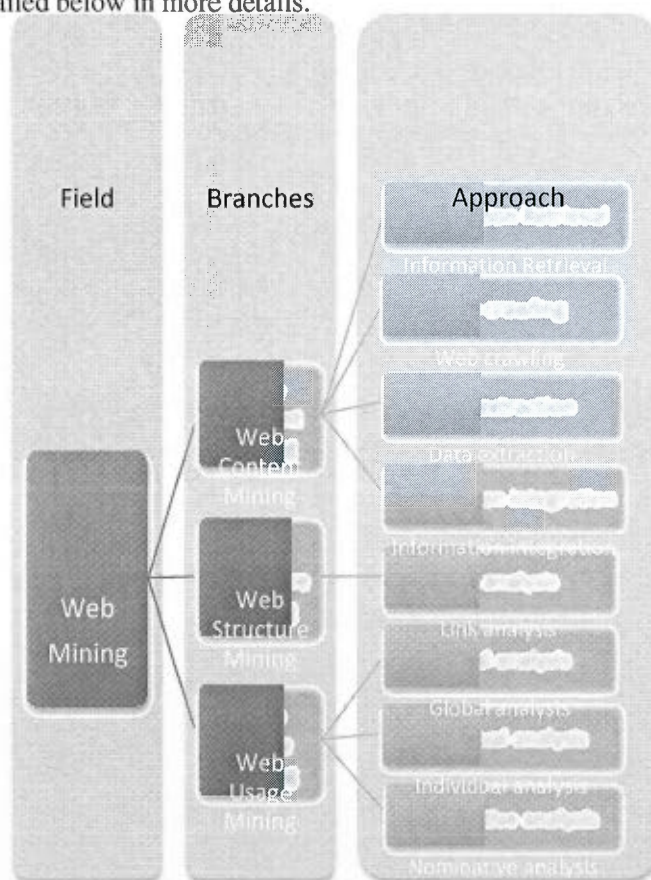 below in more details.
Field
Branches
Approach
Information Retrieval
Web crawling
Data extraction
Information Integration
Link analysis
Global analysis
Individual analysis
Nominative analysis
Web
Content
Mining
Web
Structure
Mining
Web
Usage
Mining
Web
Mining